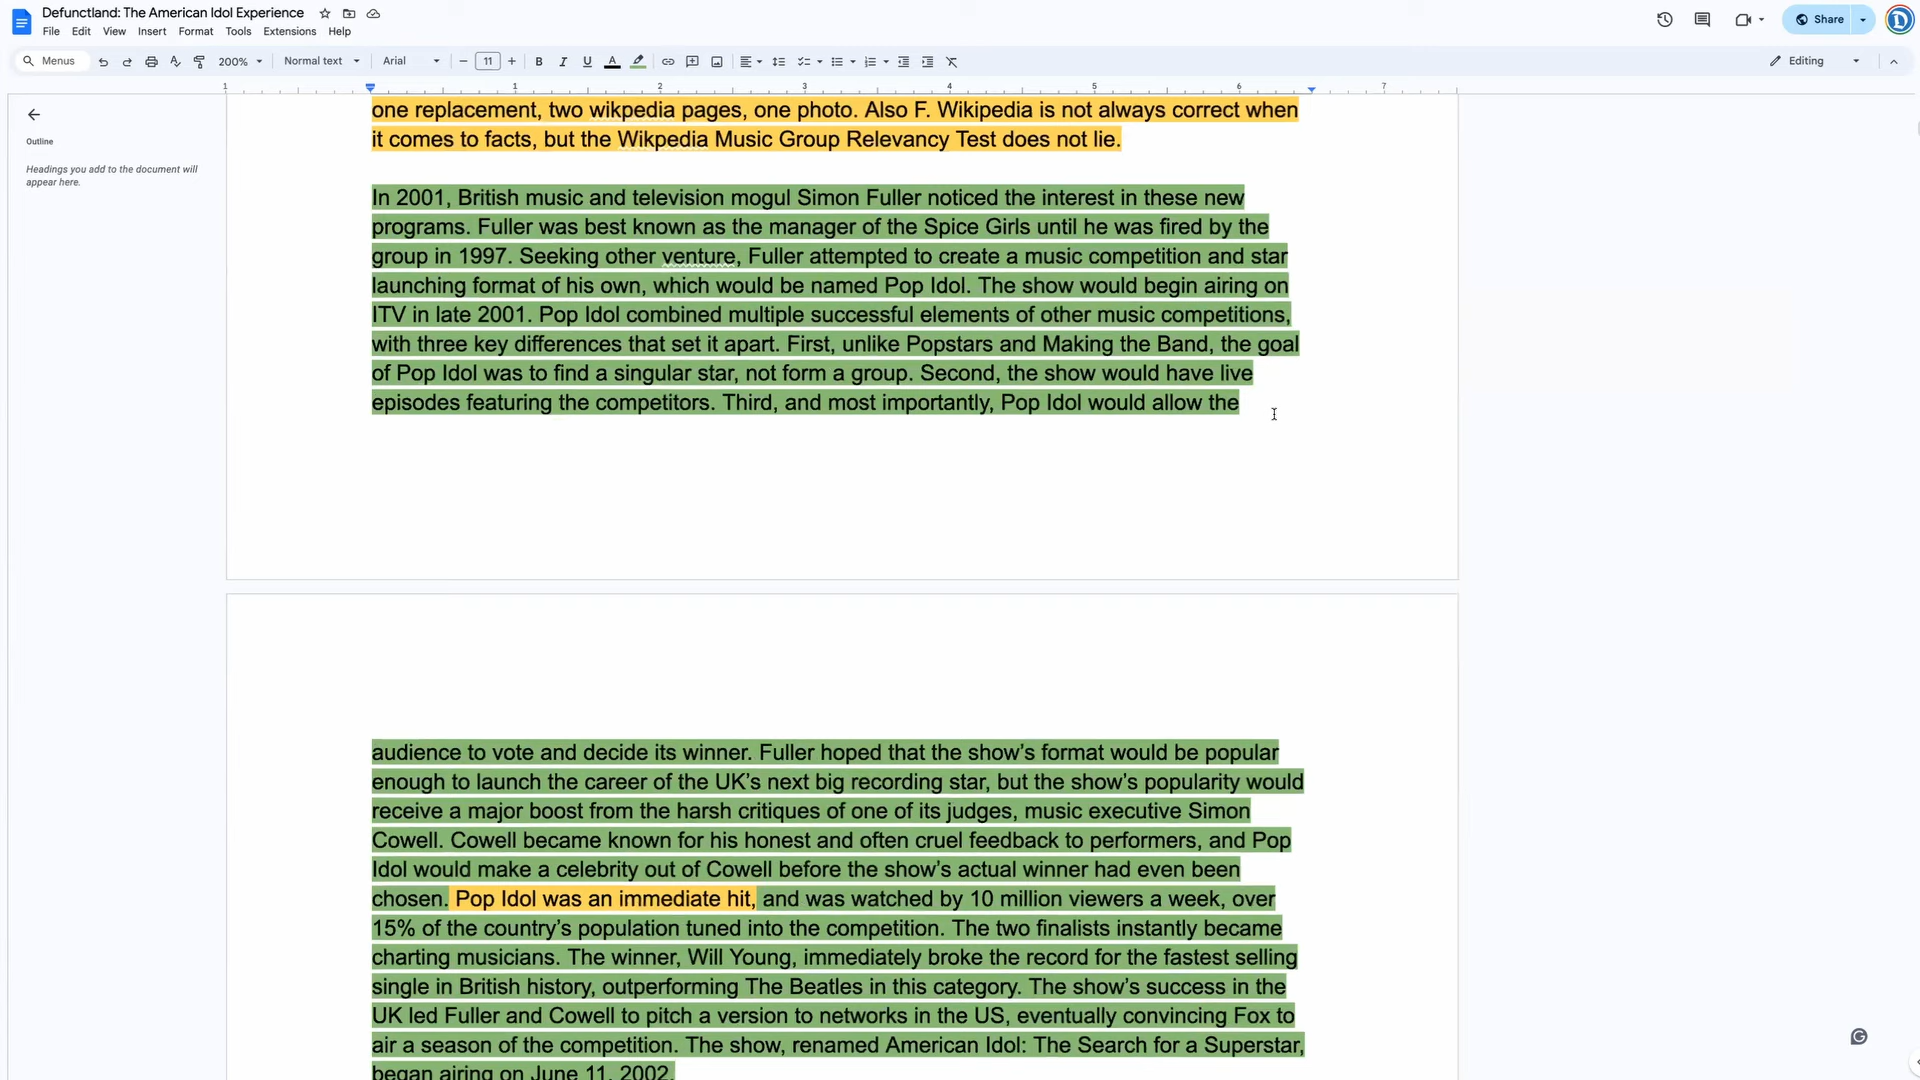 Defunctland: The American Idol Experience
File Edit View Insert Format Tools Extensions Help
Share
Menus
200%
Normal text
Arial
11
Editing
1 1 2 3 4 5 6 7
Outline
Headings you add to the document will
appear here.
one replacement, two wikpedia pages, one photo. Also F. Wikipedia is not always correct when
it comes to facts, but the Wikpedia Music Group Relevancy Test does not lie.
In 2001, British music and television mogul Simon Fuller noticed the interest in these new
programs. Fuller was best known as the manager of the Spice Girls until he was fired by the
group in 1997. Seeking other venture, Fuller attempted to create a music competition and star
launching format of his own, which would be named Pop Idol. The show would begin airing on
ITV in late 2001. Pop Idol combined multiple successful elements of other music competitions,
with three key differences that set it apart. First, unlike Popstars and Making the Band, the goal
of Pop Idol was to find a singular star, not form a group. Second, the show would have live
episodes featuring the competitors. Third, and most importantly, Pop Idol would allow the
audience to vote and decide its winner. Fuller hoped that the show’s format would be popular
enough to launch the career of the UK’s next big recording star, but the show’s popularity would
receive a major boost from the harsh critiques of one of its judges, music executive Simon
Cowell. Cowell became known for his honest and often cruel feedback to performers, and Pop
Idol would make a celebrity out of Cowell before the show’s actual winner had even been
chosen. Pop Idol was an immediate hit, and was watched by 10 million viewers a week, over
15% of the country’s population tuned into the competition. The two finalists instantly became
charting musicians. The winner, Will Young, immediately broke the record for the fastest selling
single in British history, outperforming The Beatles in this category. The show’s success in the
UK led Fuller and Cowell to pitch a version to networks in the US, eventually convincing Fox to
air a season of the competition. The show, renamed American Idol: The Search for a Superstar,
began airing on June 11, 2002.